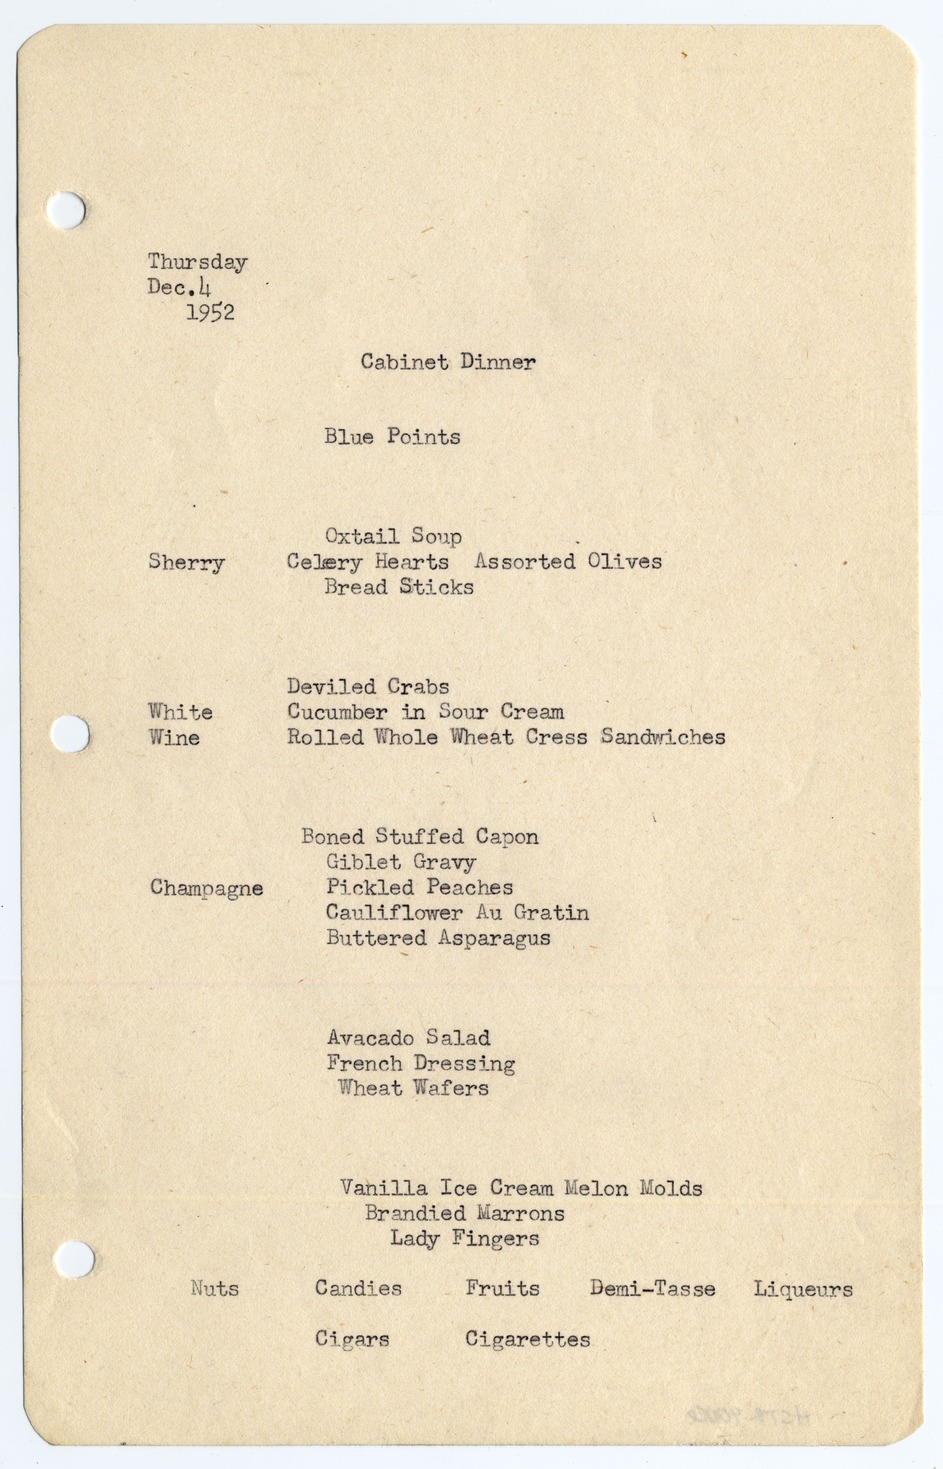 Thursday
Dec.4
1952
Cabinet Dinner
Blue Points
Oxtail Soup
Sherry Celery Hearts Assorted Olives
Bread Sticks
Deviled Crabs
White Cucumber in Sour Cream
Wine Rolled Whole Wheat Cress Sandwiches
Boned Stuffed Capon
Giblet Gravy
Champagne Pickled Peaches
Cauliflower Au Gratin
Buttered Asparagus
Avacado Salad
French Dressing
Wheat Wafers
Vanilla Ice Cream Melon Molds
Brandied Marrons
Lady Fingers
Nuts Candies Fruits Demi-Tasse Liqueurs
Cigars Cigarettes